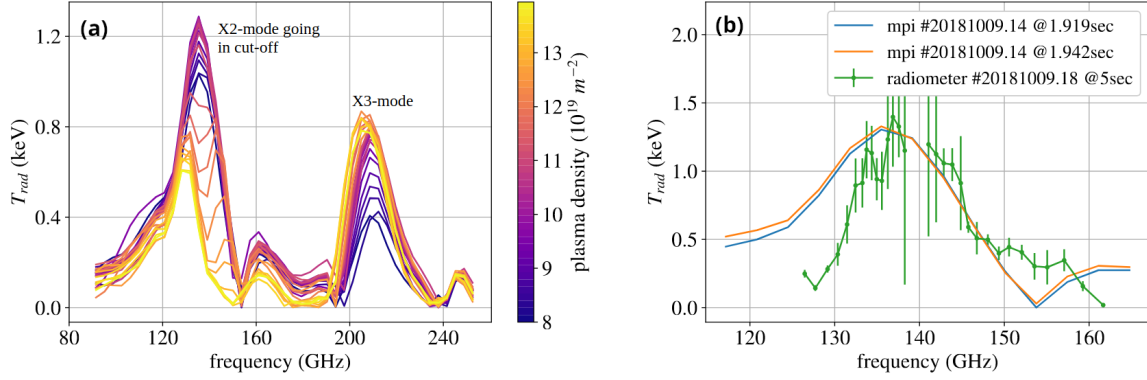 (a)
X2-mode going
in cut-off
X3-mode
1.2
0.8
0.4
0.0
T_rad (keV)
80
120
160
200
240
frequency (GHz)
13
12
11
10
9
8
plasma density (10^19 m^-2)
(b)
mpi #20181009.14 @1.919sec
mpi #20181009.14 @1.942sec
radiometer #20181009.18 @5sec
2.0
1.5
1.0
0.5
0.0
T_rad (keV)
120
130
140
150
160
frequency (GHz)